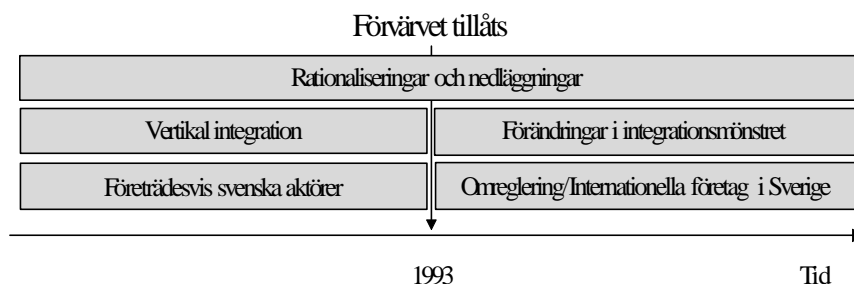 Förvärvet tillåts
Rationaliseringar och nedläggningar
Vertikal integration
Förändringar i integrationsmönstret
Företrädesvis svenska aktörer
Omreglering/Internationella företag i Sverige
1993
Tid